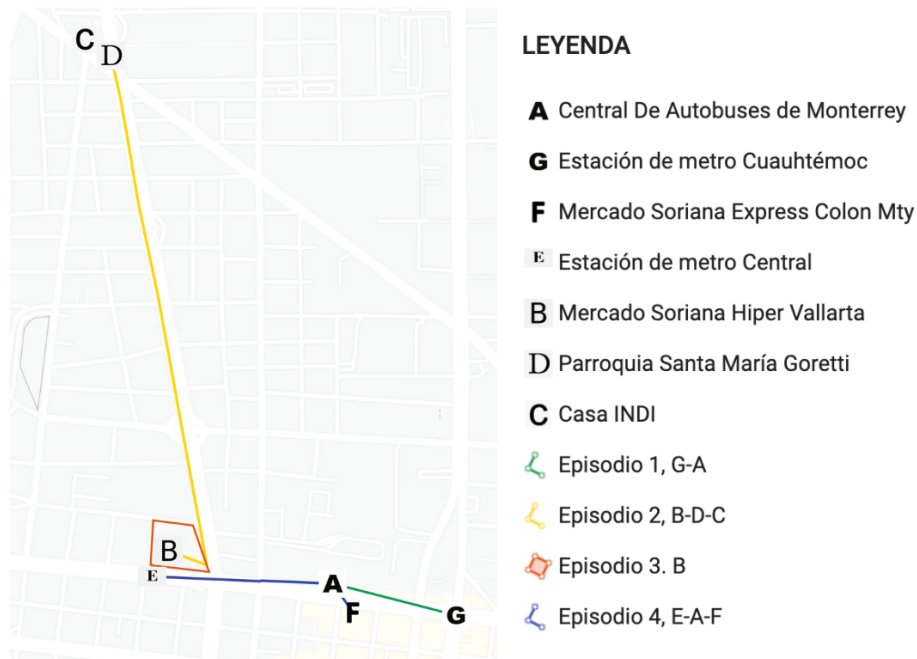 C
D
B
E
A
F
G
LEYENDA
A Central De Autobuses de Monterrey
G Estación de metro Cuauhtémoc
F Mercado Soriana Express Colon Mty
E Estación de metro Central
B Mercado Soriana Hiper Vallarta
D Parroquia Santa María Goretti
C Casa INDI
Episodio 1, G-A
Episodio 2, B-D-C
Episodio 3. B
Episodio 4, E-A-F